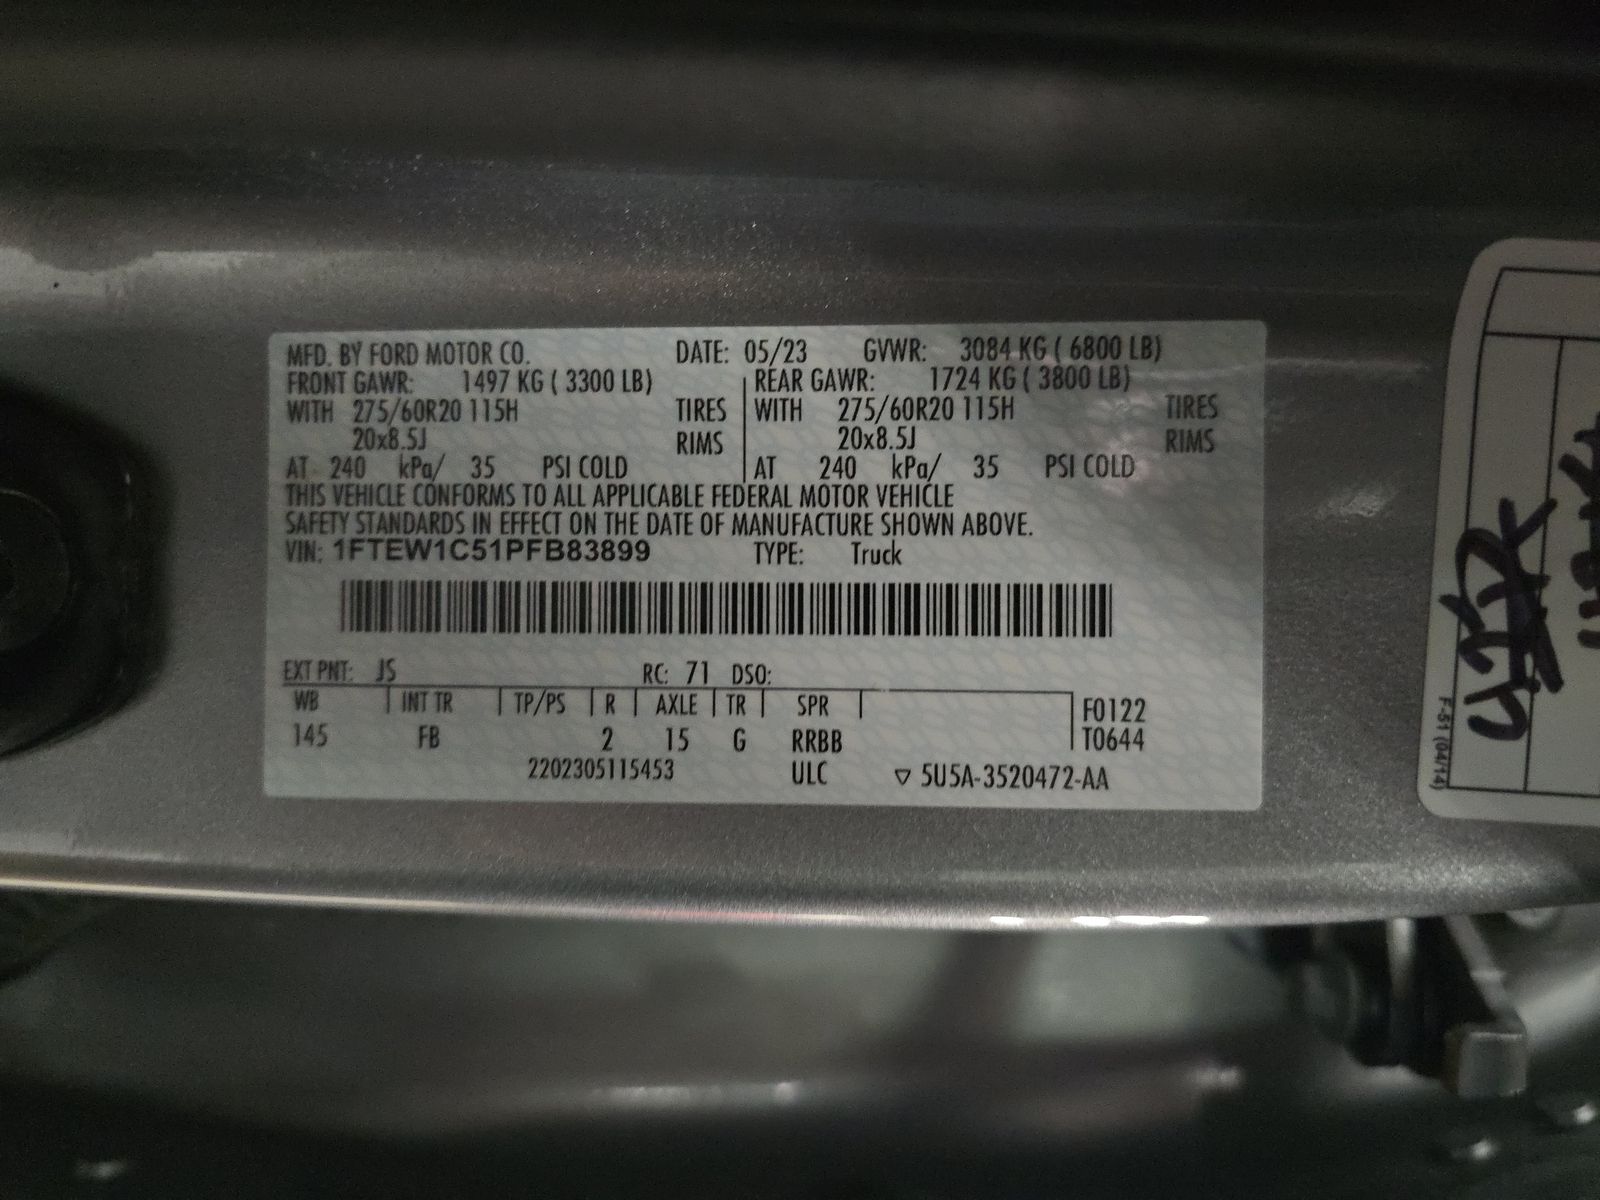 MFD. BY FORD MOTOR CO. DATE: 05/23 GVWR: 3084 KG ( 6800 LB)
FRONT GAWR: 1497 KG ( 3300 LB) REAR GAWR: 1724 KG ( 3800 LB)
WITH 275/60R20 115H TIRES WITH 275/60R20 115H TIRES
20x8.5J RIMS 20x8.5J RIMS
AT 240 kPa/ 35 PSI COLD AT 240 kPa/ 35 PSI COLD
THIS VEHICLE CONFORMS TO ALL APPLICABLE FEDERAL MOTOR VEHICLE
SAFETY STANDARDS IN EFFECT ON THE DATE OF MANUFACTURE SHOWN ABOVE.
VIN: 1FTEW1C51PFB83899 TYPE: Truck
EXT PNT: JS RC: 71 DSO:
WB INT TR TP/PS R AXLE TR SPR F0122
145 FB 2 15 G RRBB T0644
2202305115453 ULC ▽ 5U5A-3520472-AA
F-51 (04/14)